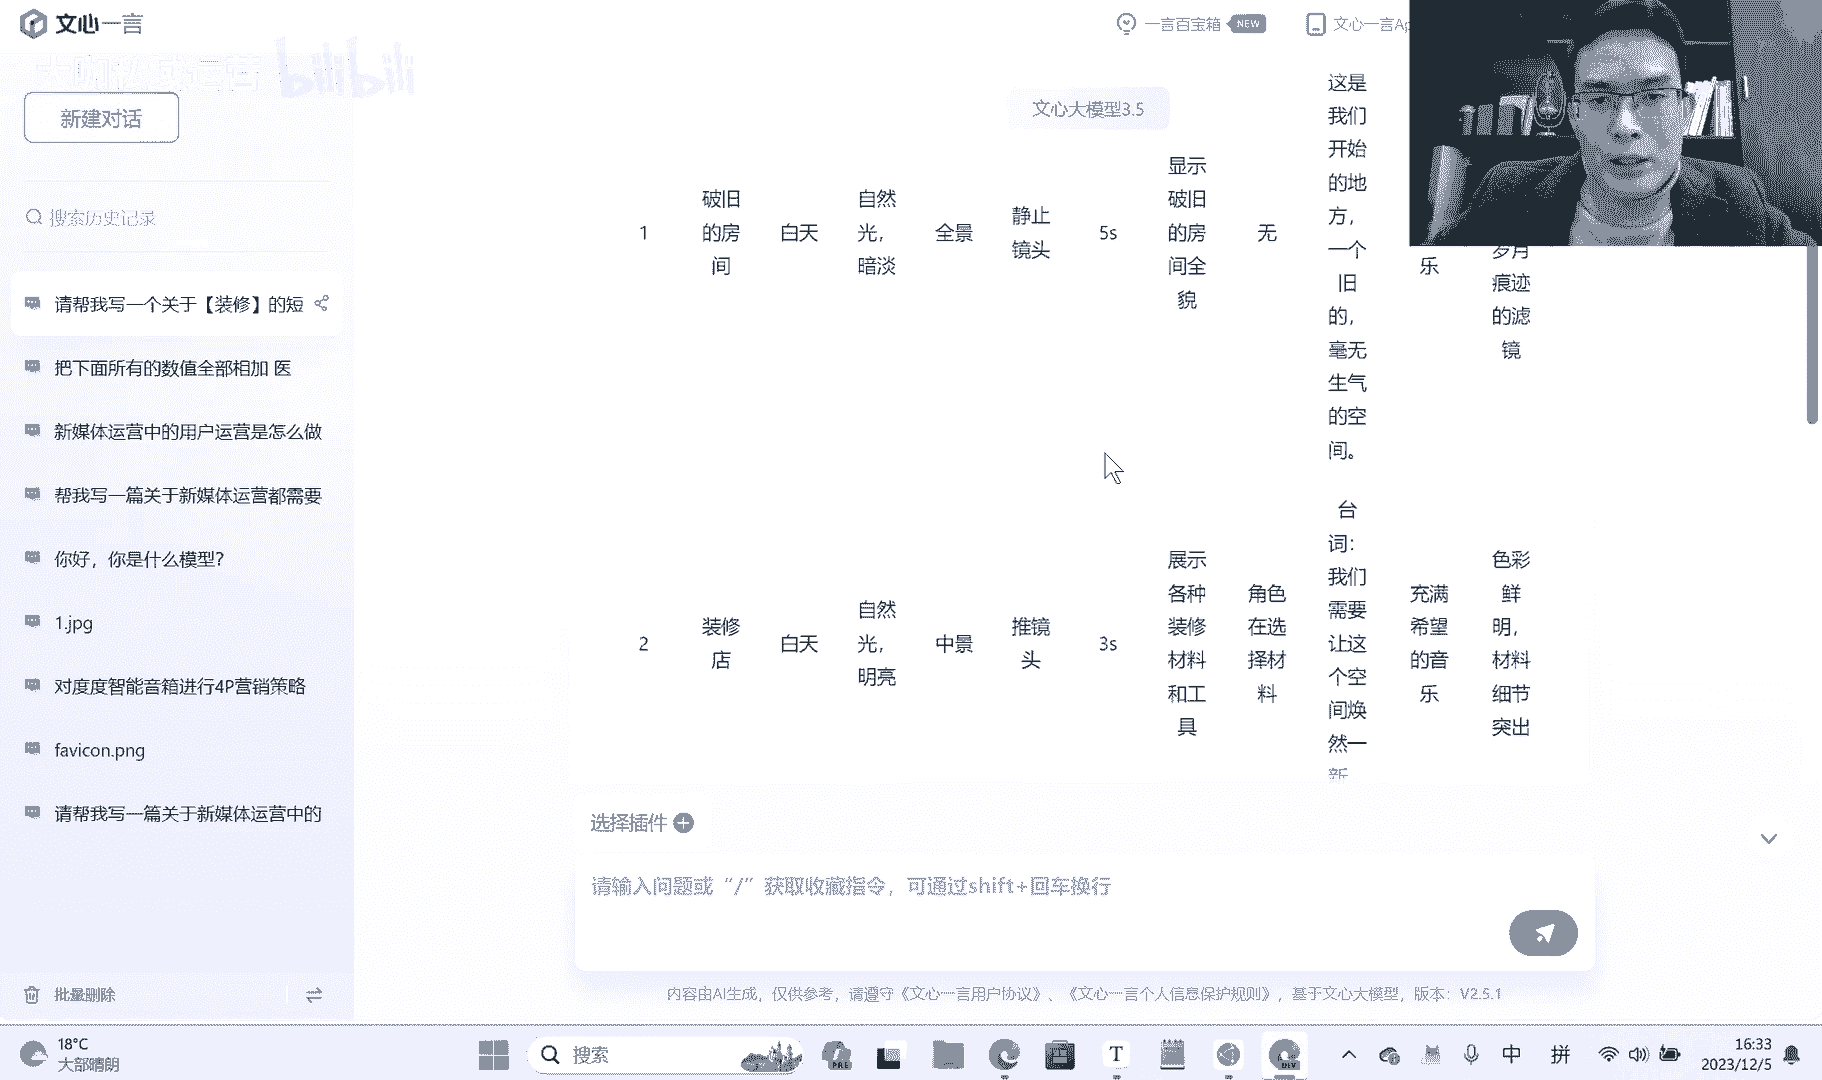 文心一言
一言百宝箱 NEW
文心一言Ap
bilibili
新建对话
文心大模型3.5
搜索历史记录
请帮我写一个关于【装修】的短
把下面所有的数值全部相加 医
新媒体运营中的用户运营是怎么做
帮我写一篇关于新媒体运营都需要
你好，你是什么模型?
1.jpg
对度度智能音箱进行4P营销策略
favicon.png
请帮我写一篇关于新媒体运营中的
批量删除
1
破旧
的房
间
白天
自然
光，
暗淡
全景
静止
镜头
5s
显示
破旧
的房
间全
貌
无
这是
我们
开始
的地
方，
一个
旧
的，
毫无
生气
的空
间。
乐
岁月
痕迹
的滤
镜
2
装修
店
白天
自然
光，
明亮
中景
推镜
头
3s
展示
各种
装修
材料
和工
具
角色
在选
择材
料
台
词：
我们
需要
让这
个空
间焕
然一
新
充满
希望
的音
乐
色彩
鲜
明，
材料
细节
突出
选择插件
请输入问题或“/”获取收藏指令，可通过shift+回车换行
内容由AI生成，仅供参考，请遵守《文心一言用户协议》、《文心一言个人信息保护规则》，基于文心大模型，版本：V2.5.1
18°C
大部晴朗
搜索
PRE
T
DEV
中
拼
16:33
2023/12/5